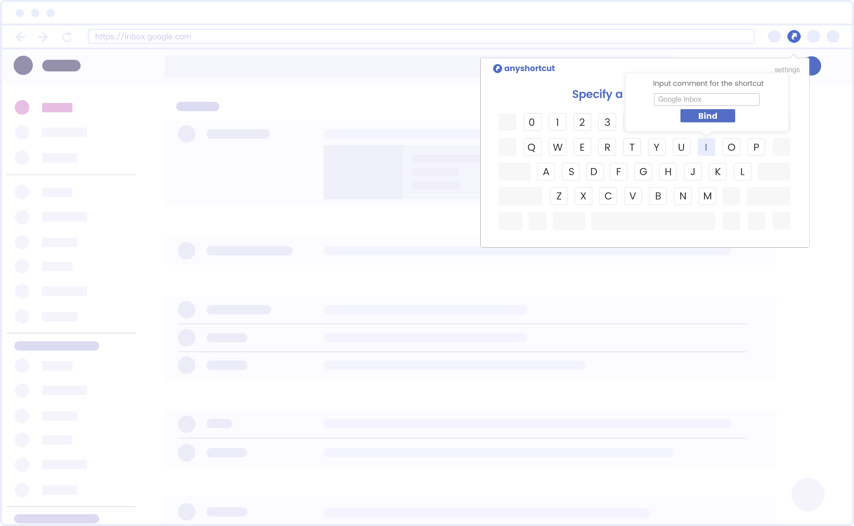 https://inbox.google.com
anyshortcut
settings
Input comment for the shortcut
Specify a
Google Inbox
Bind
0 1 2 3
Q W E R T Y U I O P
A S D F G H J K L
Z X C V B N M